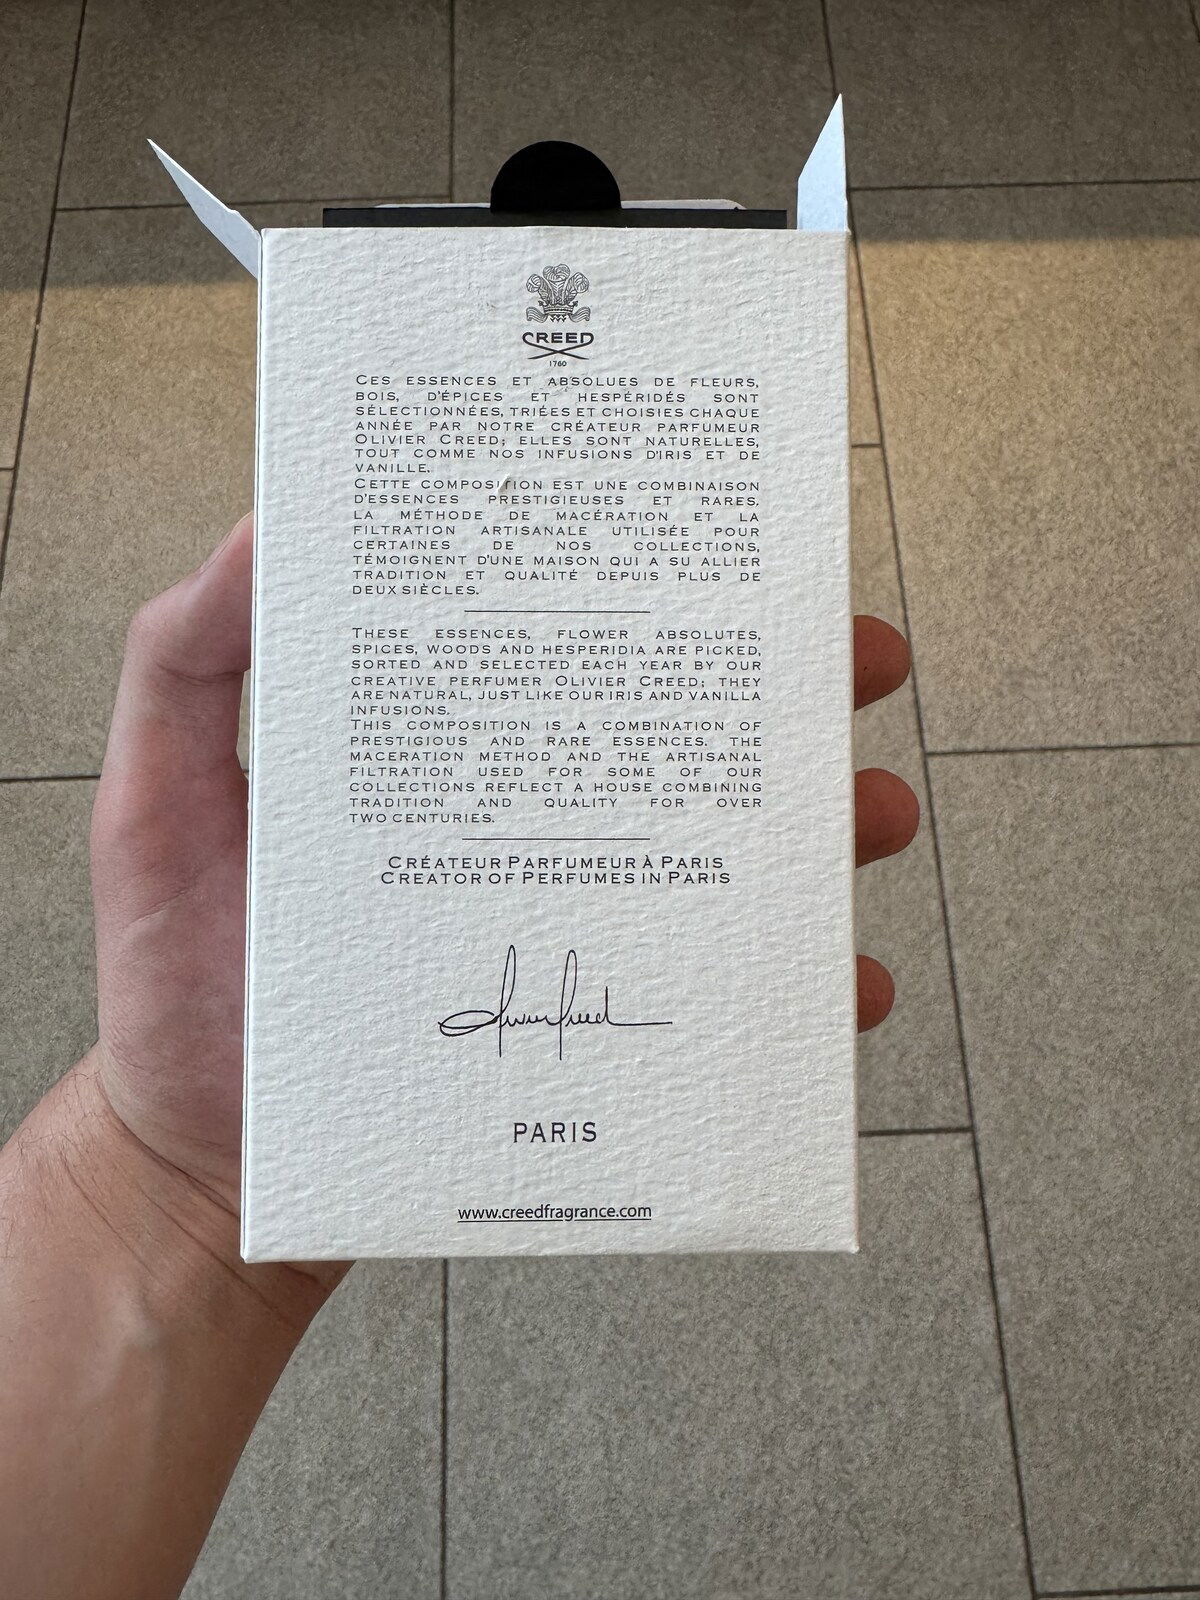 CREED
1760
CES ESSENCES ET ABSOLUES DE FLEURS,
BOIS, D'ÉPICES ET HESPÉRIDÉS SONT
SÉLECTIONNÉES, TRIÉES ET CHOISIES CHAQUE
ANNÉE PAR NOTRE CRÉATEUR PARFUMEUR
OLIVIER CREED; ELLES SONT NATURELLES,
TOUT COMME NOS INFUSIONS D'IRIS ET DE
VANILLE.
CETTE COMPOSITION EST UNE COMBINAISON
D'ESSENCES PRESTIGIEUSES ET RARES.
LA MÉTHODE DE MACÉRATION ET LA
FILTRATION ARTISANALE UTILISÉE POUR
CERTAINES DE NOS COLLECTIONS,
TÉMOIGNENT D'UNE MAISON QUI A SU ALLIER
TRADITION ET QUALITÉ DEPUIS PLUS DE
DEUX SIÈCLES.
THESE ESSENCES, FLOWER ABSOLUTES,
SPICES, WOODS AND HESPERIDIA ARE PICKED,
SORTED AND SELECTED EACH YEAR BY OUR
CREATIVE PERFUMER OLIVIER CREED; THEY
ARE NATURAL, JUST LIKE OUR IRIS AND VANILLA
INFUSIONS.
THIS COMPOSITION IS A COMBINATION OF
PRESTIGIOUS AND RARE ESSENCES. THE
MACERATION METHOD AND THE ARTISANAL
FILTRATION USED FOR SOME OF OUR
COLLECTIONS REFLECT A HOUSE COMBINING
TRADITION AND QUALITY FOR OVER
TWO CENTURIES.
CRÉATEUR PARFUMEUR À PARIS
CREATOR OF PERFUMES IN PARIS
Olivier Creed
PARIS
www.creedfragrance.com